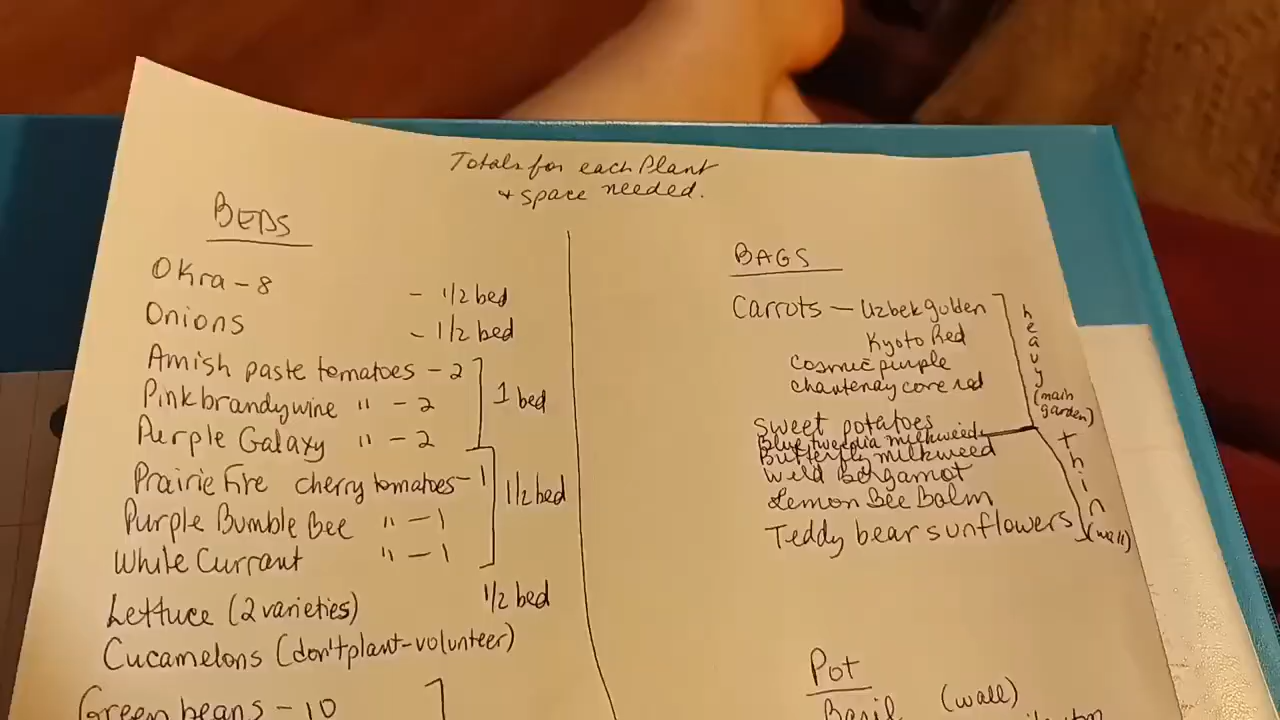 Totals for each Plant
+ space needed.
BEDS
Okra - 8 - 1/2 bed
Onions - 1/2 bed
Amish paste tomatoes - 2
Pink brandywine " - 2
1 bed
Purple Galaxy " - 2
Prairie Fire cherry tomatoes - 1
1/2 bed
Purple Bumble Bee " - 1
White Currant " - 1
Lettuce (2 varieties) 1/2 bed
Cucamelons (don't plant-volunteer)
Green beans - 10
BAGS
Carrots - Uzbek golden
Kyoto Red
Cosmic purple
chantenay core red
heavy
(main
garden)
Sweet potatoes
Blue tweedia milkweed
Butterfly milkweed
Wild Bergamot
Lemon Bee Balm
Teddy bear sunflowers
thin
(wall)
Pot
Basil (wall)